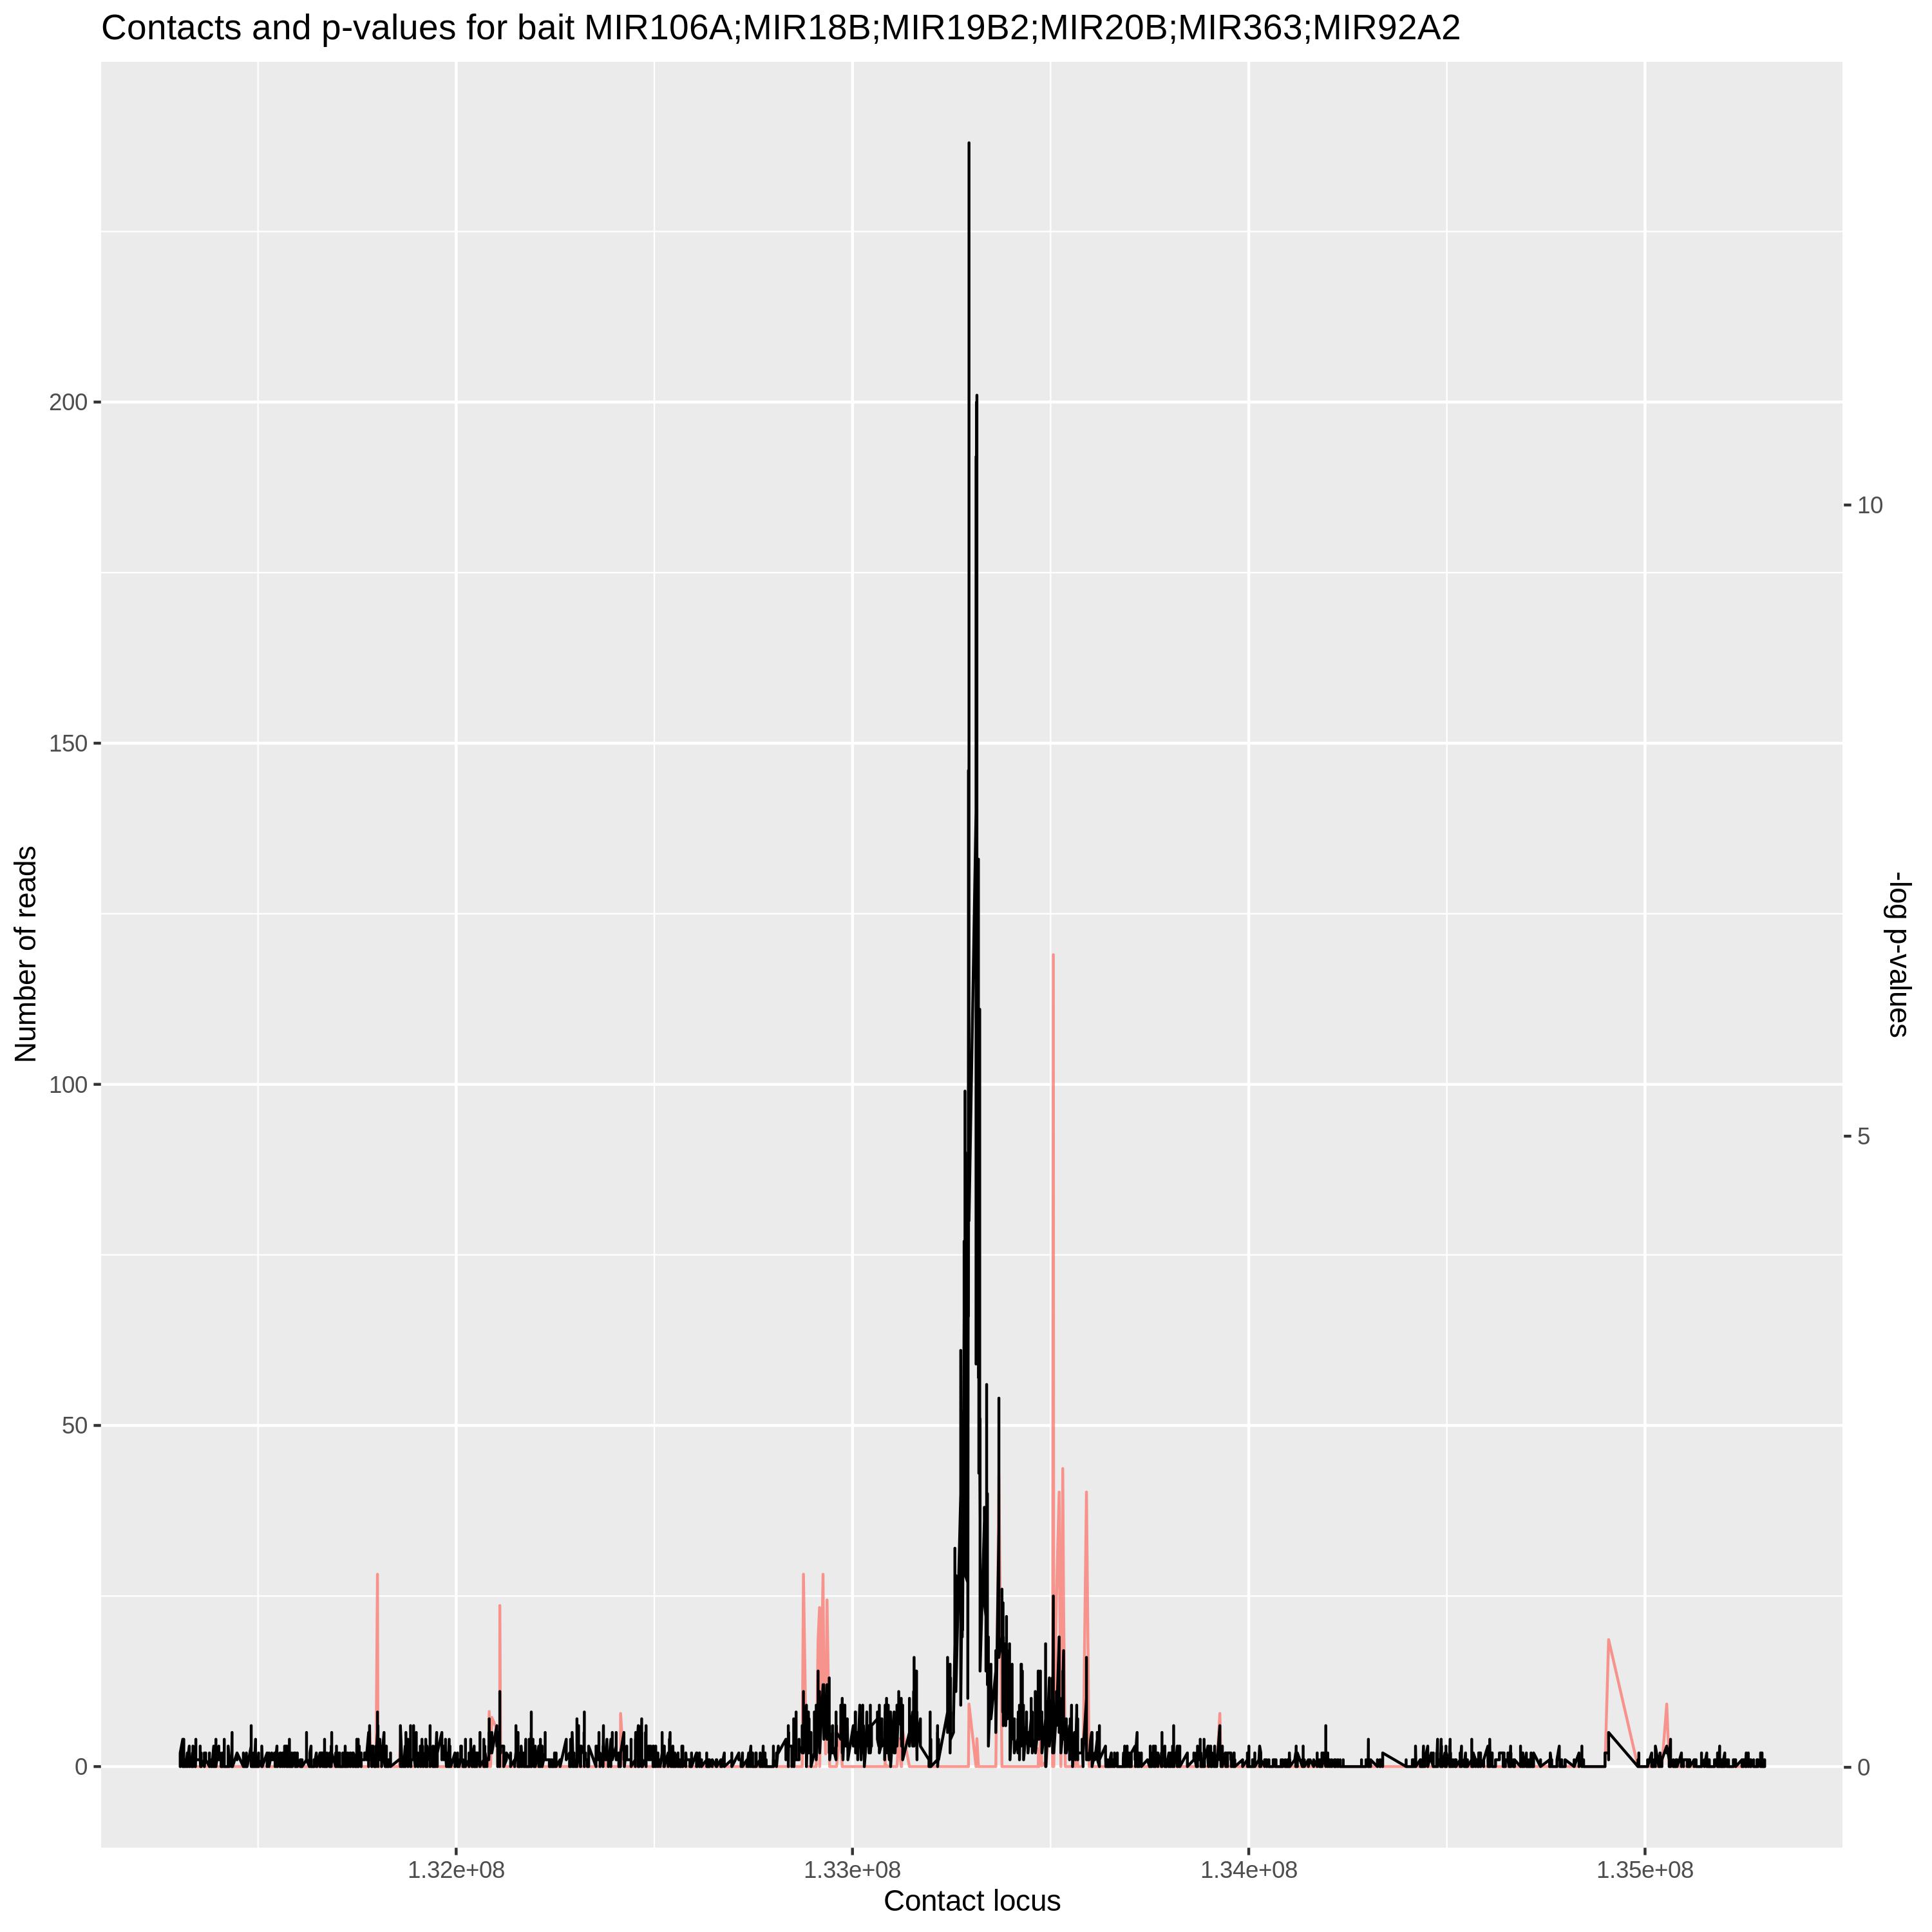 Contacts and p-values for bait MIR106A;MIR18B;MIR19B2;MIR20B;MIR363;MIR92A2
200
150
100
50
0
Number of reads
10
5
0
-log p-values
1.32e+08
1.33e+08
1.34e+08
1.35e+08
Contact locus